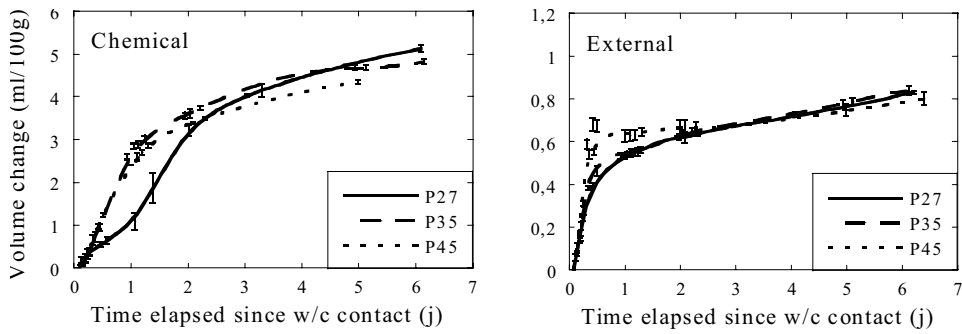 Volume change (ml/100g)
6
5
4
3
2
1
0
Chemical
P27
P35
P45
0 1 2 3 4 5 6 7
Time elapsed since w/c contact (j)
1,2
1
0,8
0,6
0,4
0,2
0
External
P27
P35
P45
0 1 2 3 4 5 6 7
Time elapsed since w/c contact (j)